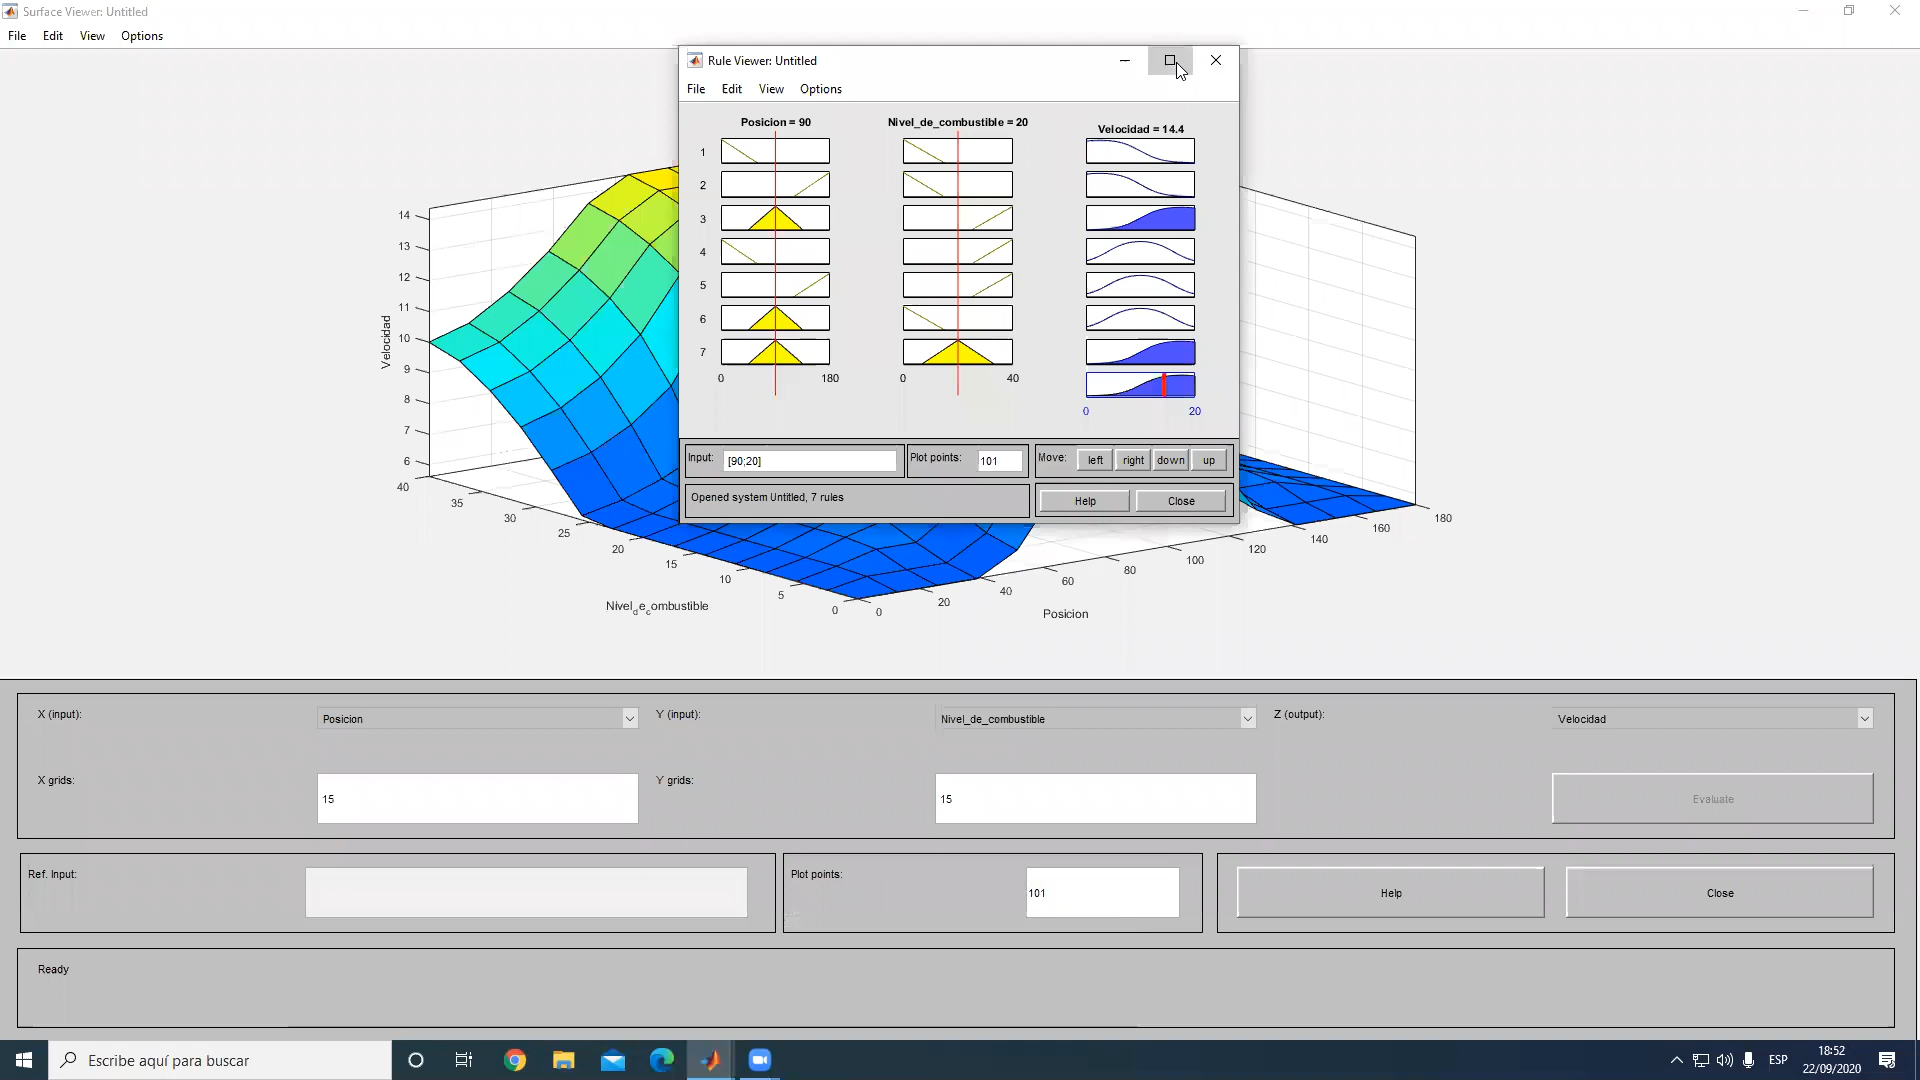 Surface Viewer: Untitled
File Edit View Options
Rule Viewer: Untitled
File Edit View Options
Posicion = 90
Nivel_de_combustible = 20
Velocidad = 14.4
1
2
3
4
5
6
7
0 180
0 40
0 20
Input: [90;20]
Plot points: 101
Move: left right down up
Opened system Untitled, 7 rules
Help Close
14
13
12
11
10
9
8
7
6
Velocidad
40
35
30
25
20
15
10
5
0
Nivel_de_combustible
0
20
40
60
80
100
120
140
160
180
Posicion
X (input): Posicion
Y (input): Nivel_de_combustible
Z (output): Velocidad
X grids: 15
Y grids: 15
Evaluate
Ref. Input:
Plot points: 101
Help
Close
Ready
Escribe aquí para buscar
ESP
18:52
22/09/2020